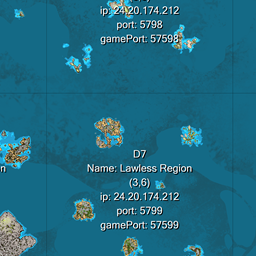 ip: 24.20.174.212
port: 5798
gamePort: 57598
D7
Name: Lawless Region
(3,6)
ip: 24.20.174.212
port: 5799
gamePort: 57599